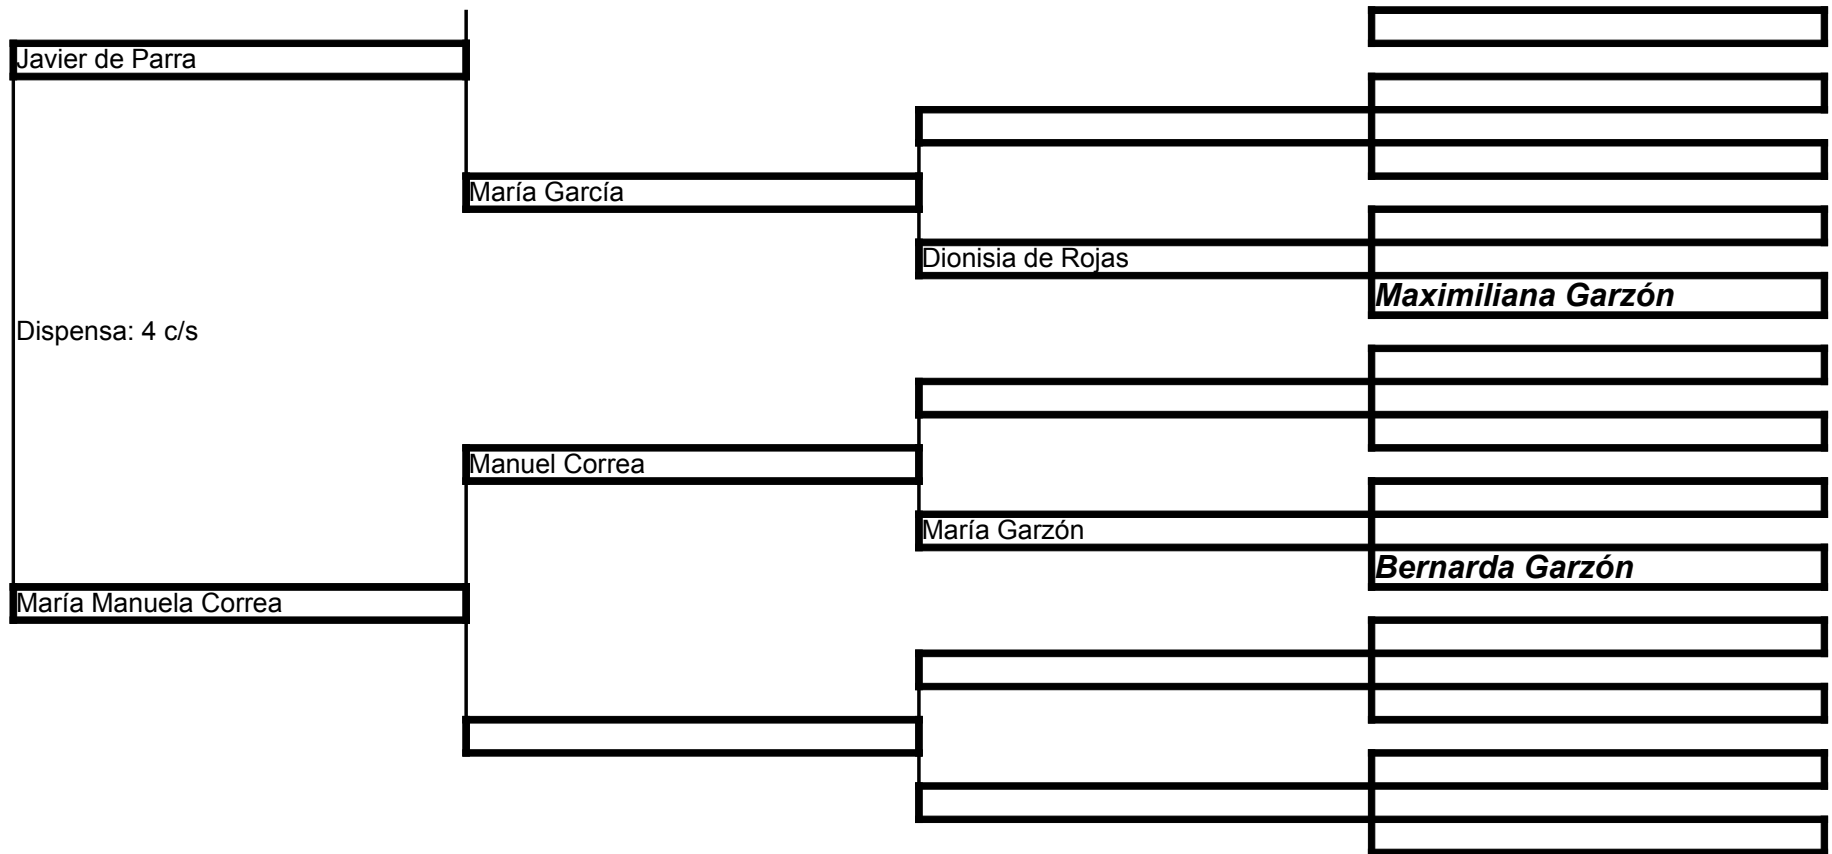 Javier de Parra
María García
Dionisia de Rojas
Maximiliana Garzón
Dispensa: 4 c/s
Manuel Correa
María Garzón
Bernarda Garzón
María Manuela Correa